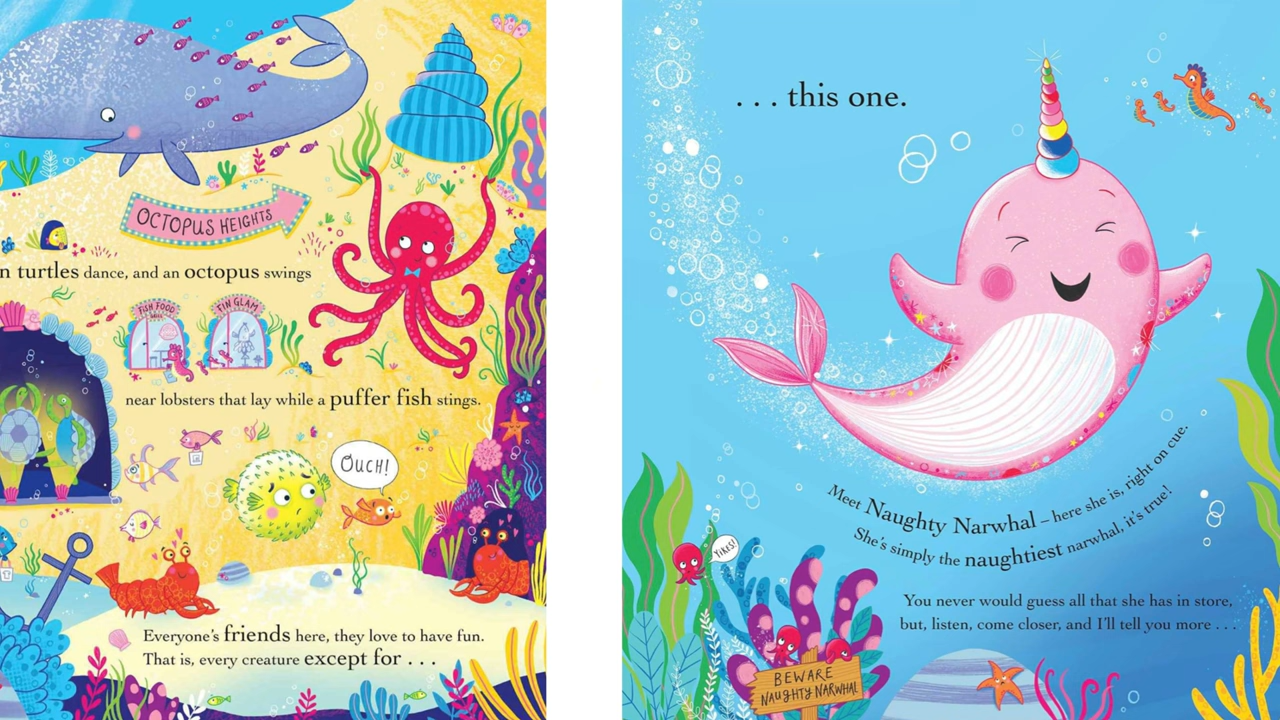 OCTOPUS HEIGHTS
n turtles dance, and an octopus swings
FISH FOOD
FIN GLAM
near lobsters that lay while a puffer fish stings.
OUCH!
Everyone's friends here, they love to have fun.
That is, every creature except for . . .
. . . this one.
Meet Naughty Narwhal – here she is, right on cue.
She's simply the naughtiest narwhal, it's true!
YIKES!
You never would guess all that she has in store,
but, listen, come closer, and I'll tell you more . . .
BEWARE
NAUGHTY NARWHAL